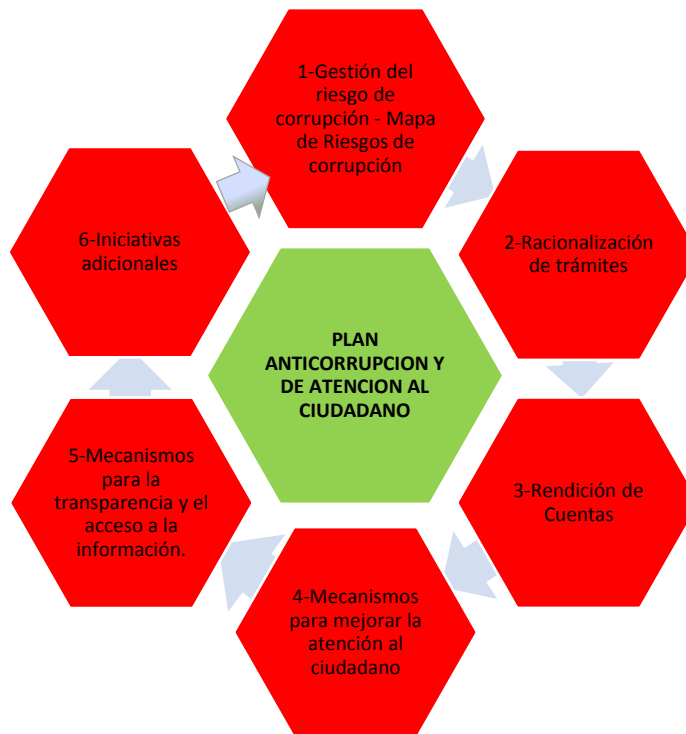 1-Gestión del
riesgo de
corrupción - Mapa
de Riesgos de
corrupción
2-Racionalización
de trámites
3-Rendición de
Cuentas
4-Mecanismos
para mejorar la
atención al
ciudadano
5-Mecanismos
para la
transparencia y el
acceso a la
información.
6-Iniciativas
adicionales
PLAN
ANTICORRUPCION Y
DE ATENCION AL
CIUDADANO